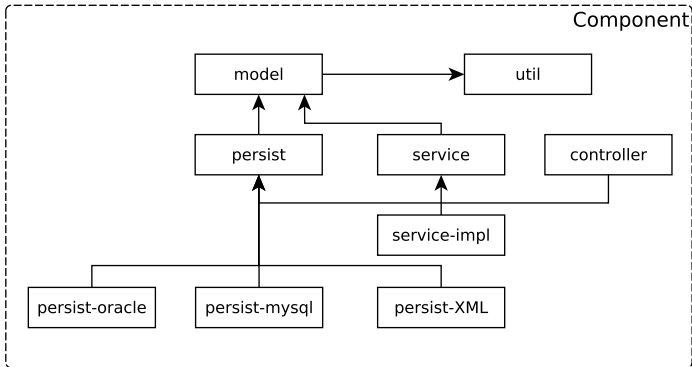 Component
model
util
persist
service
controller
service-impl
persist-oracle
persist-mysql
persist-XML